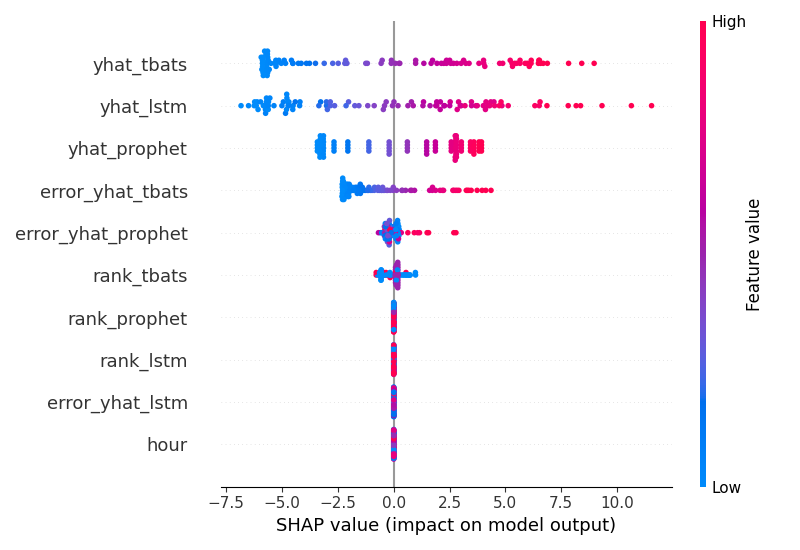 High
yhat_tbats
yhat_lstm
yhat_prophet
error_yhat_tbats
error_yhat_prophet
rank_tbats
rank_prophet
rank_lstm
error_yhat_lstm
hour
Feature value
Low
−7.5 −5.0 −2.5 0.0 2.5 5.0 7.5 10.0
SHAP value (impact on model output)